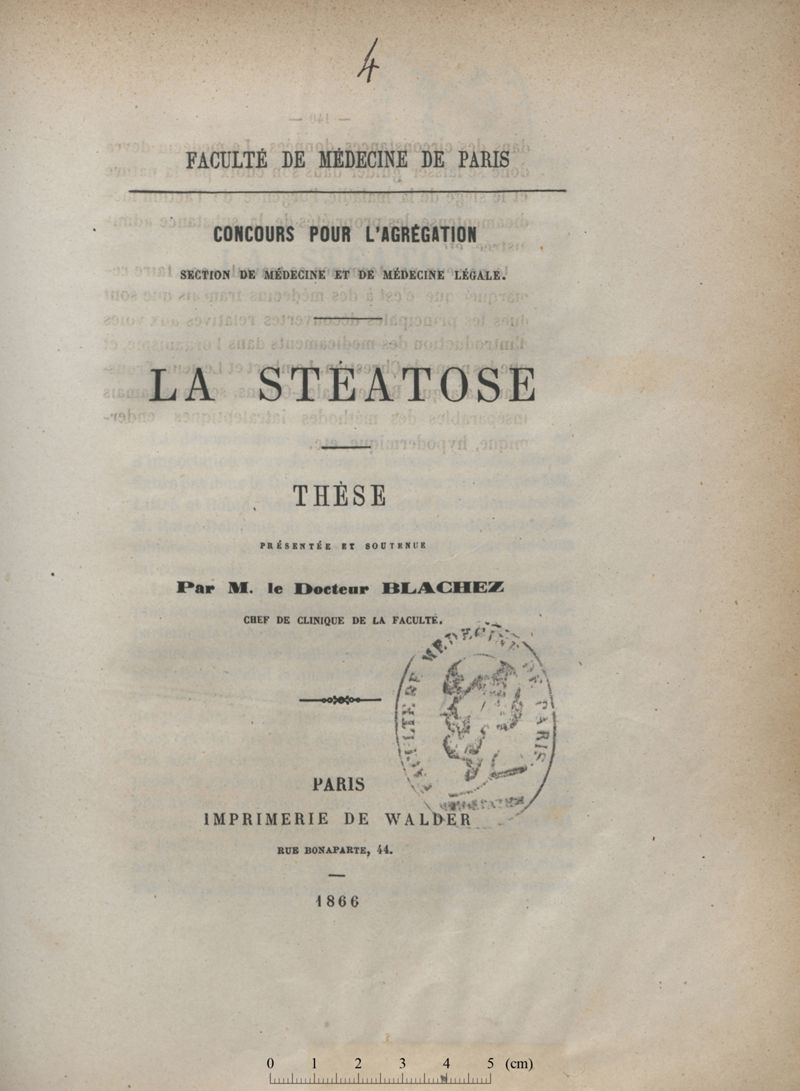 4
FACULTÉ DE MÉDECINE DE PARIS
CONCOURS POUR L'AGRÉGATION
SECTION DE MÉDECINE ET DE MÉDECINE LÉGALE.
LA STÉATOSE
THÈSE
PRÉSENTÉE ET SOUTENUE
Par M. le Docteur BLACHEZ
CHEF DE CLINIQUE DE LA FACULTÉ.
PARIS
IMPRIMERIE DE WALDER
RUE BONAPARTE, 44.
1866
0 1 2 3 4 5 (cm)